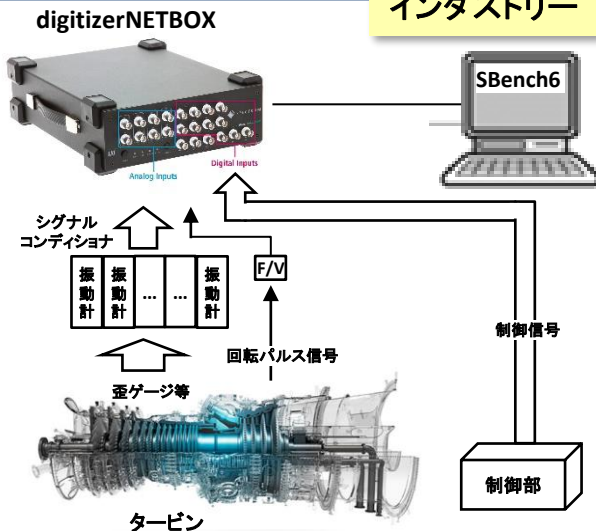 インダストリー
digitizerNETBOX
SBench6
Analog Inputs
Digital Inputs
シグナル
コンディショナ
F/V
振動計
振動計
...
...
振動計
回転パルス信号
制御信号
歪ゲージ等
制御部
タービン